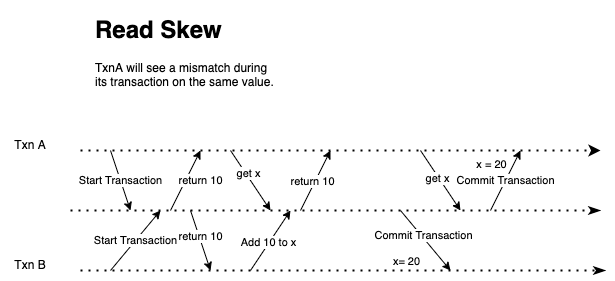 Read Skew
TxnA will see a mismatch during
its transaction on the same value.
Txn A
x = 20
Start Transaction
return 10
get x
return 10
get x
Commit Transaction
Start Transaction
return 10
Add 10 to x
Commit Transaction
x= 20
Txn B